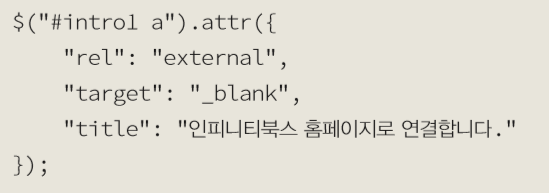 $("#intro1 a").attr({
    "rel": "external",
    "target": "_blank",
    "title": "인피니티북스 홈페이지로 연결합니다."
});